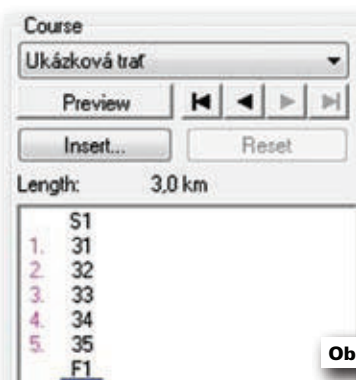 Course
Ukázková trať
Preview
Insert... Reset
Length: 3,0 km
S1
1. 31
2. 32
3. 33
4. 34
5. 35
F1
Ob